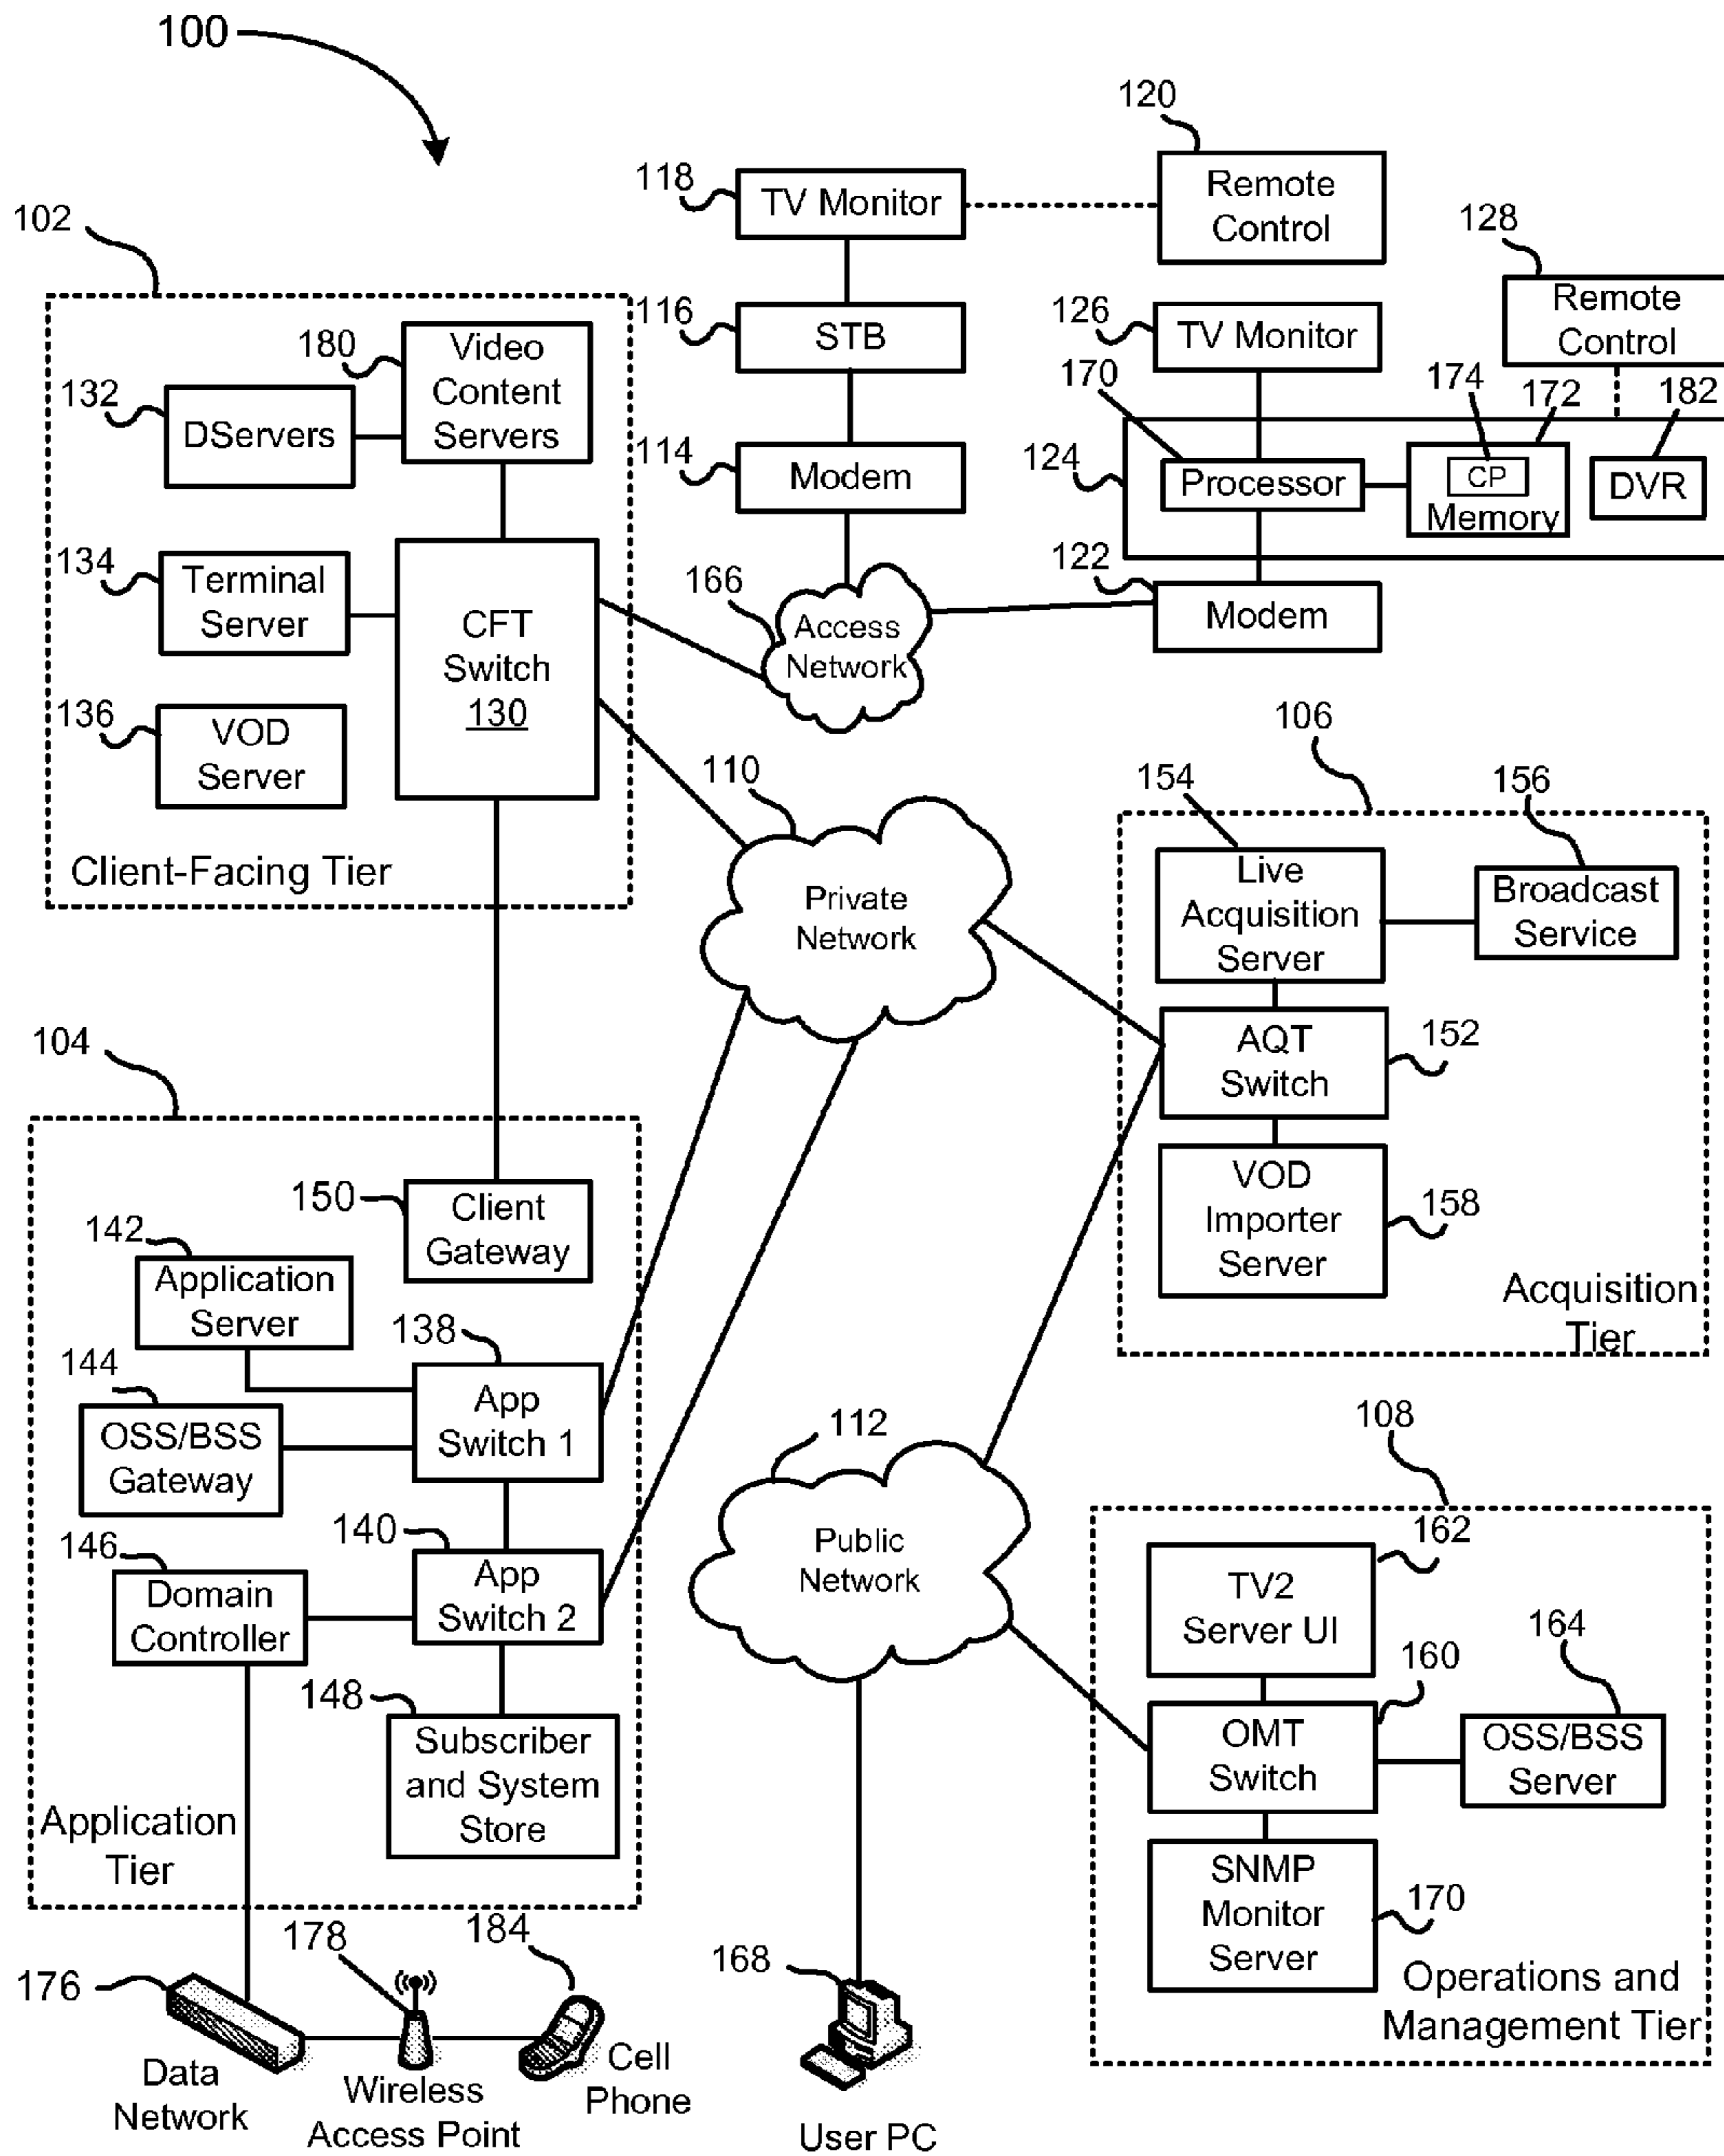 100
120
118
TV Monitor
Remote
Control
102
128
Remote
Control
116
STB
126
TV Monitor
180
Video
Content
Servers
132
DServers
170
174
172
182
114
Modem
124
Processor
CP
Memory
DVR
134
Terminal
Server
CFT
Switch
130
166
Access
Network
122
Modem
136
VOD
Server
Client-Facing Tier
110
Private
Network
106
154
156
Live
Acquisition
Server
Broadcast
Service
AQT
Switch
152
VOD
Importer
Server
158
Acquisition
Tier
104
150
Client
Gateway
142
Application
Server
138
App
Switch 1
144
OSS/BSS
Gateway
140
App
Switch 2
146
Domain
Controller
148
Subscriber
and System
Store
Application
Tier
112
Public
Network
108
162
TV2
Server UI
160
164
OMT
Switch
OSS/BSS
Server
SNMP
Monitor
Server
170
Operations and
Management Tier
176
178
184
168
Data
Network
Wireless
Access Point
Cell
Phone
User PC